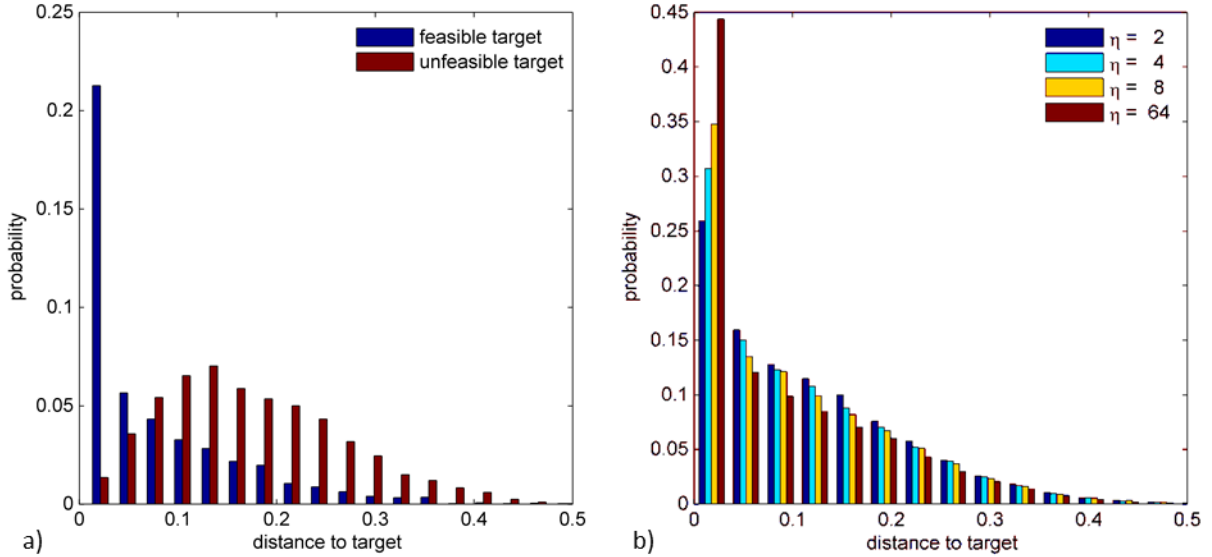 0.25
0.2
0.15
0.1
0.05
0
probability
feasible target
unfeasible target
0 0.1 0.2 0.3 0.4 0.5
distance to target
a)
0.45
0.4
0.35
0.3
0.25
0.2
0.15
0.1
0.05
0
probability
η = 2
η = 4
η = 8
η = 64
0 0.1 0.2 0.3 0.4 0.5
distance to target
b)